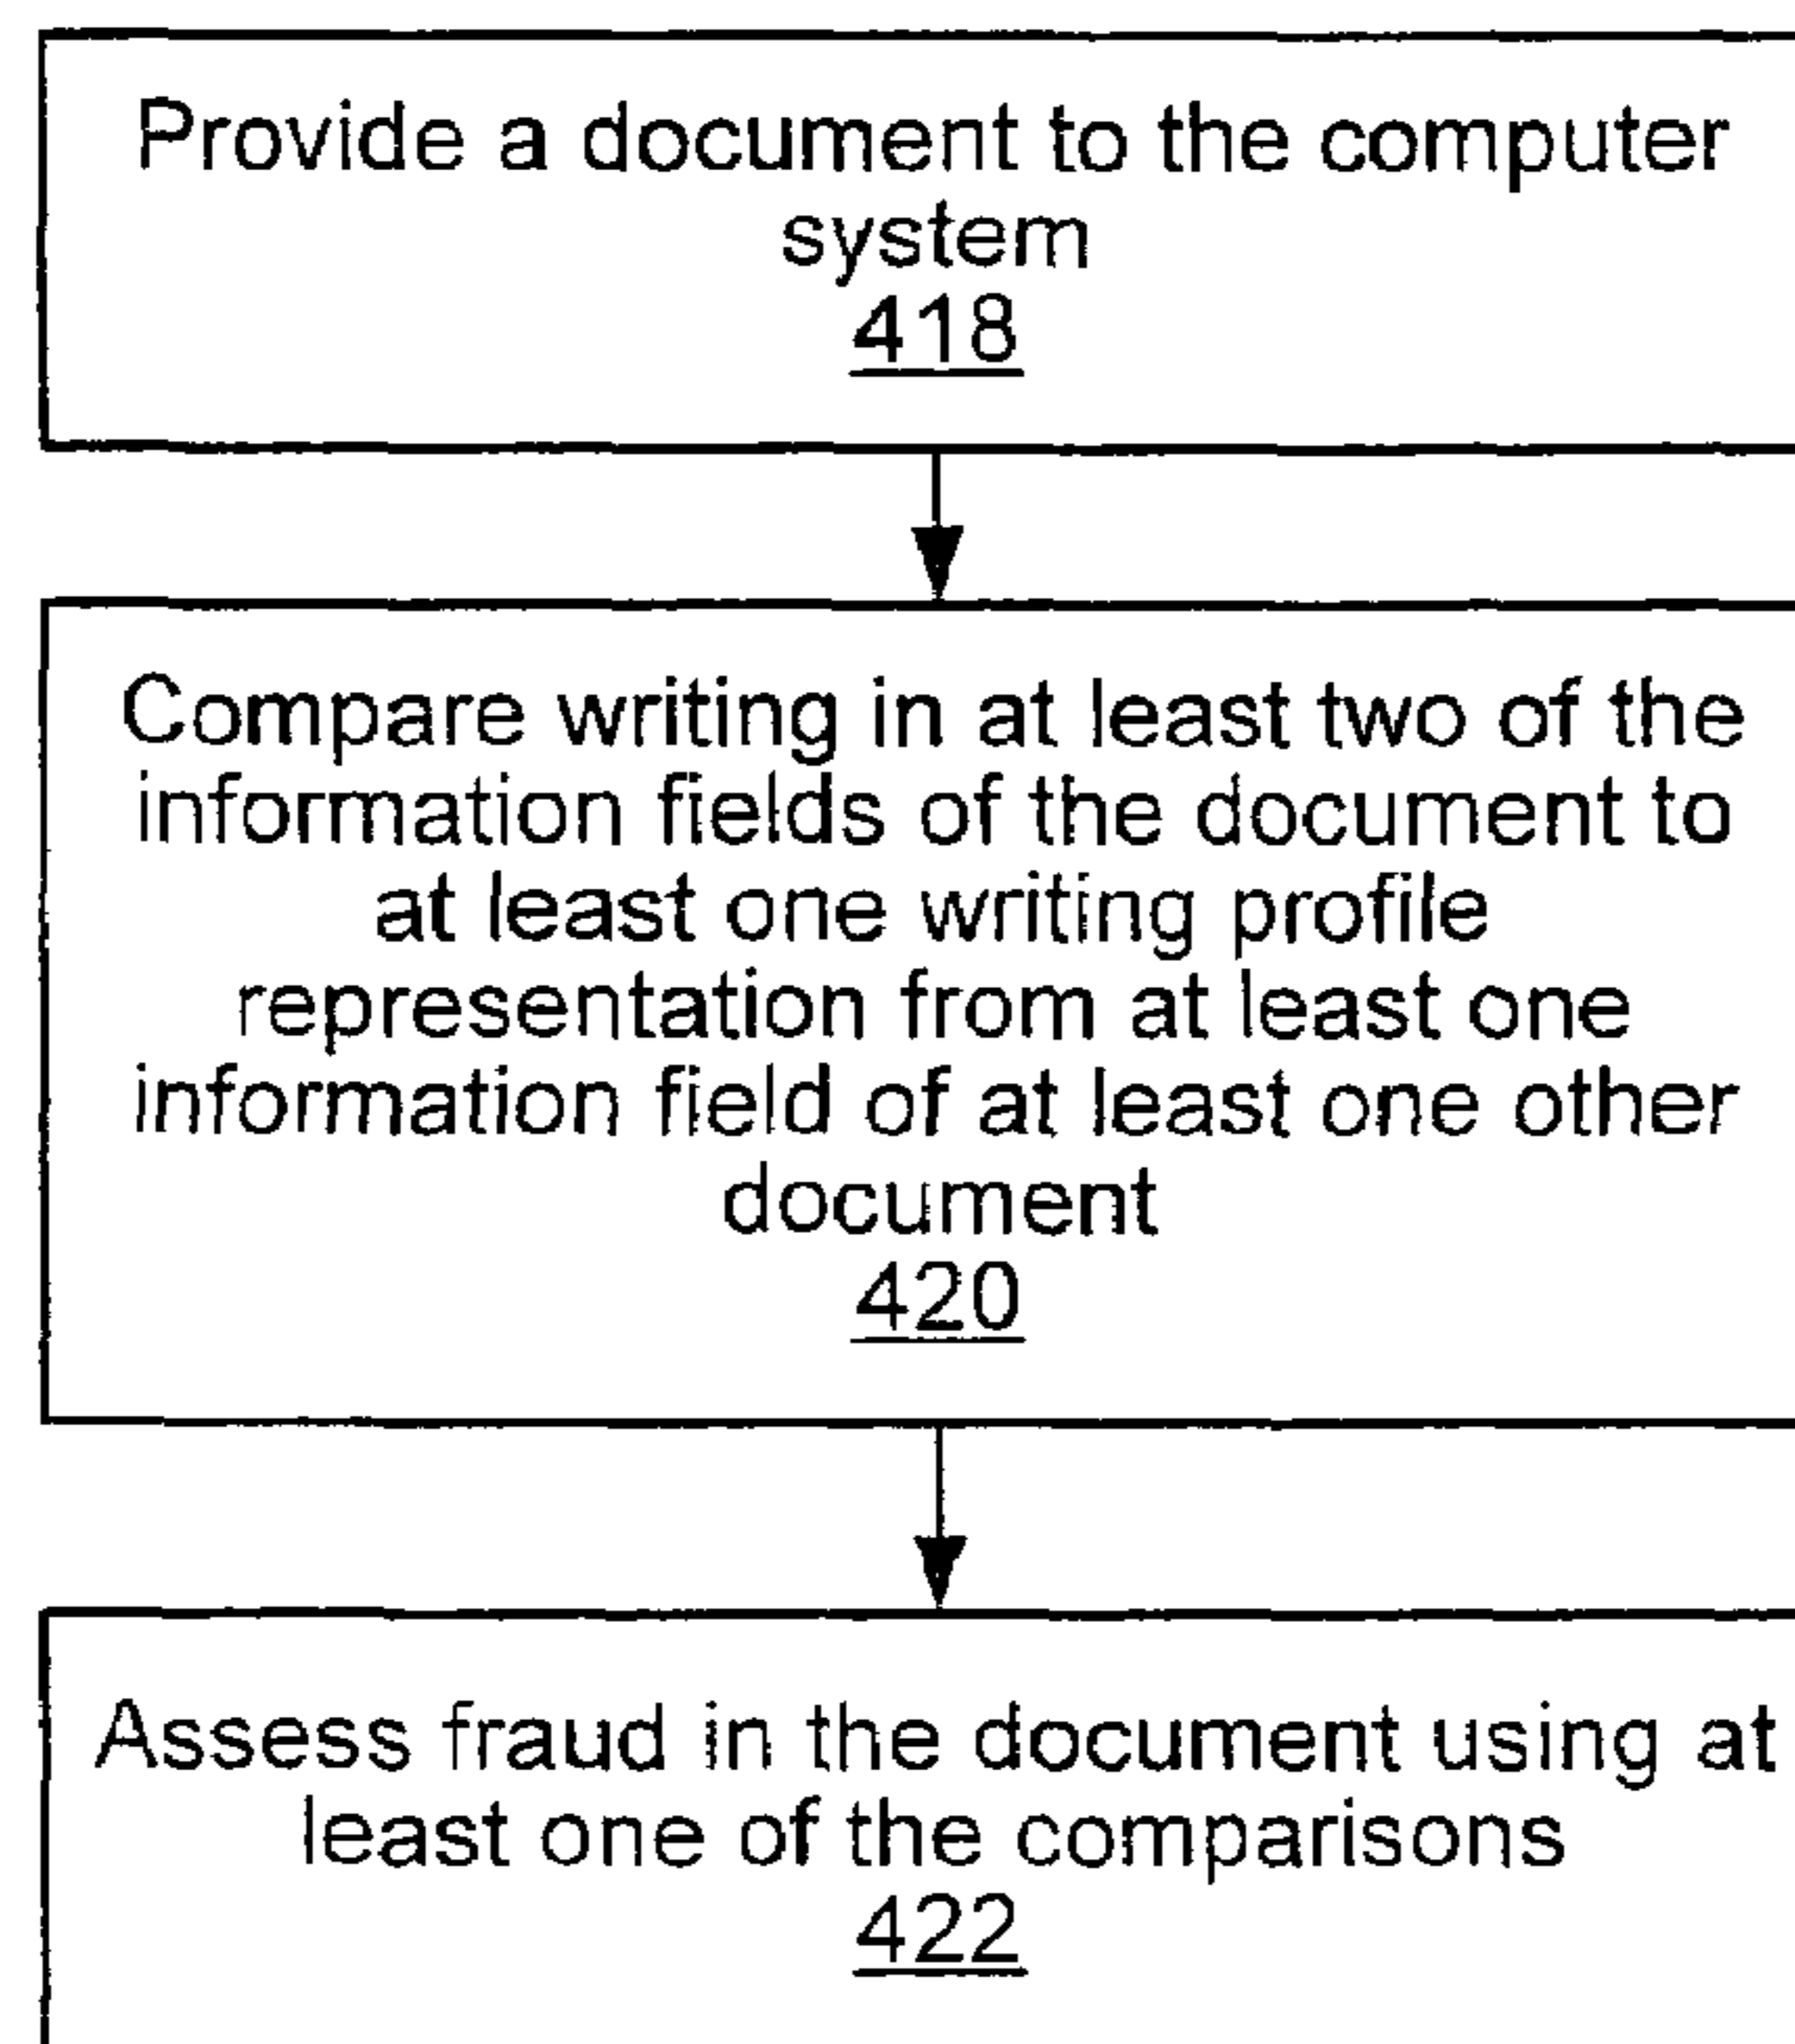 Provide a document to the computer
system
418
Compare writing in at least two of the
information fields of the document to
at least one writing profile
representation from at least one
information field of at least one other
document
420
Assess fraud in the document using at
least one of the comparisons
422